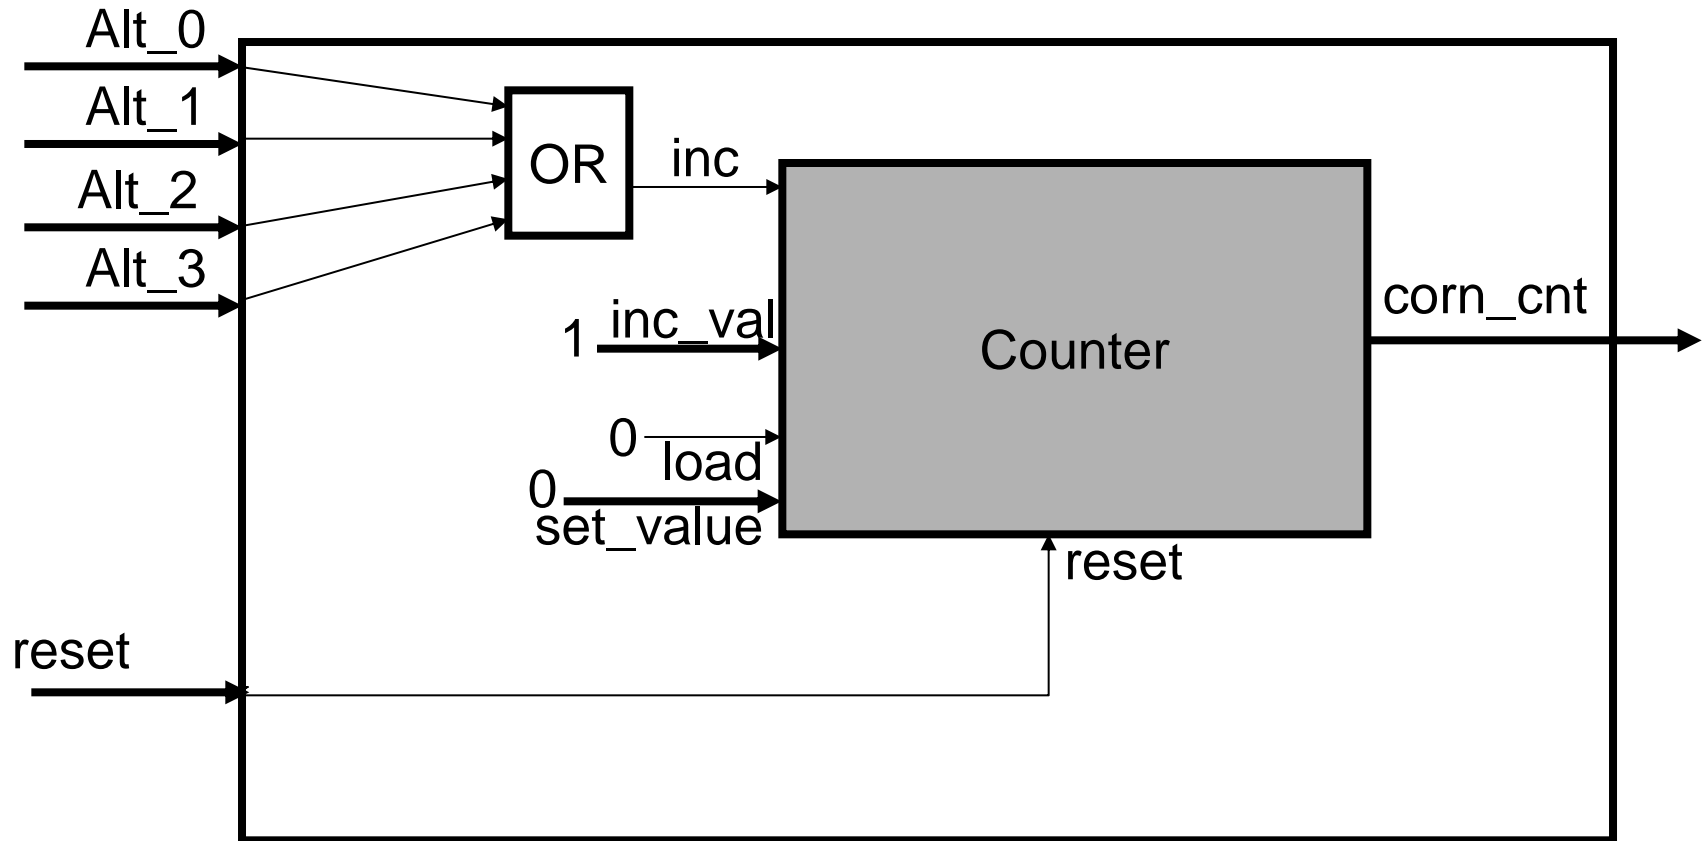 Alt_0
Alt_1
Alt_2
Alt_3
OR
inc
1 inc_val
0 load
0 set_value
Counter
corn_cnt
reset
reset